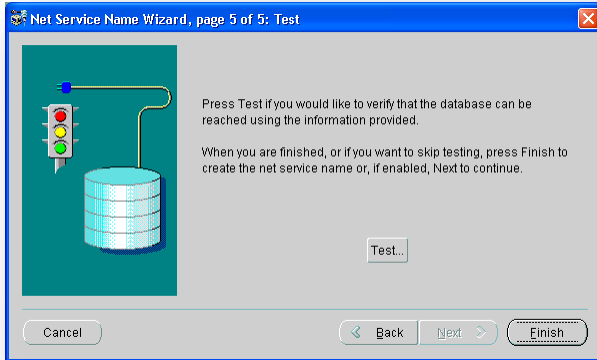 Net Service Name Wizard, page 5 of 5: Test
Press Test if you would like to verify that the database can be
reached using the information provided.
When you are finished, or if you want to skip testing, press Finish to
create the net service name or, if enabled, Next to continue.
Test...
Cancel
Back
Next
Finish